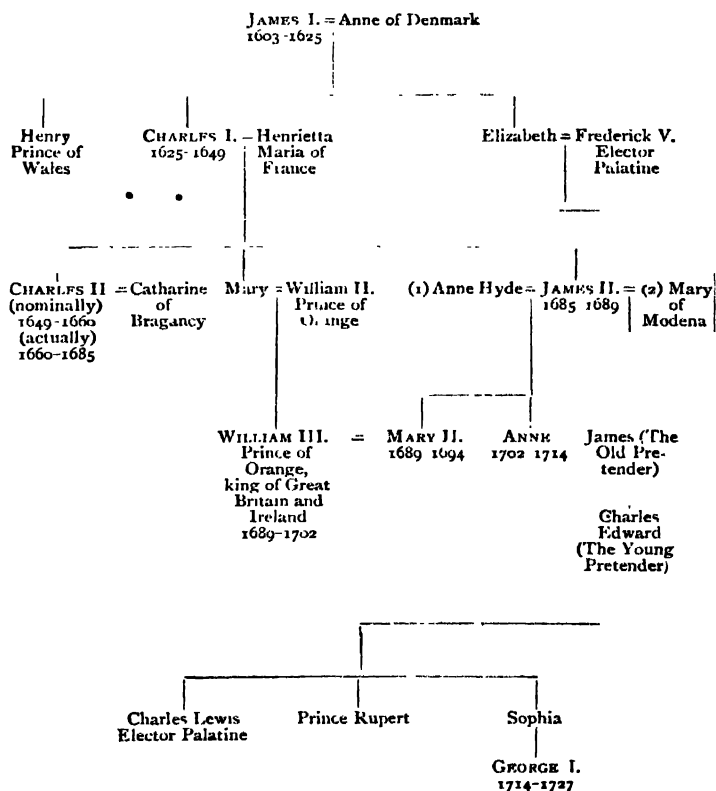 JAMES I. = Anne of Denmark
1603-1625
Henry
Prince of
Wales
CHARLES I. = Henrietta
1625-1649
Maria of
France
Elizabeth = Frederick V.
Elector
Palatine
CHARLES II = Catharine
(nominally)
of
1649-1660
Bragancy
(actually)
1660-1685
Mary = William II.
Prince of
Orange
(1) Anne Hyde = JAMES II. = (2) Mary
1685 1689
of
Modena
WILLIAM III. = MARY II.
Prince of
1689 1694
Orange,
king of Great
Britain and
Ireland
1689-1702
ANNE
1702 1714
James (The
Old Pre-
tender)
Charles
Edward
(The Young
Pretender)
Charles Lewis
Elector Palatine
Prince Rupert
Sophia
GEORGE I.
1714-1727